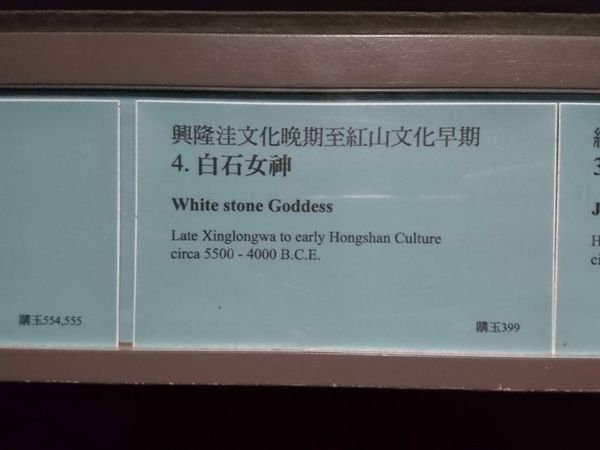 興隆洼文化晚期至紅山文化早期
4. 白石女神
White stone Goddess
Late Xinglongwa to early Hongshan Culture
circa 5500 - 4000 B.C.E.
購玉399
購玉554,555